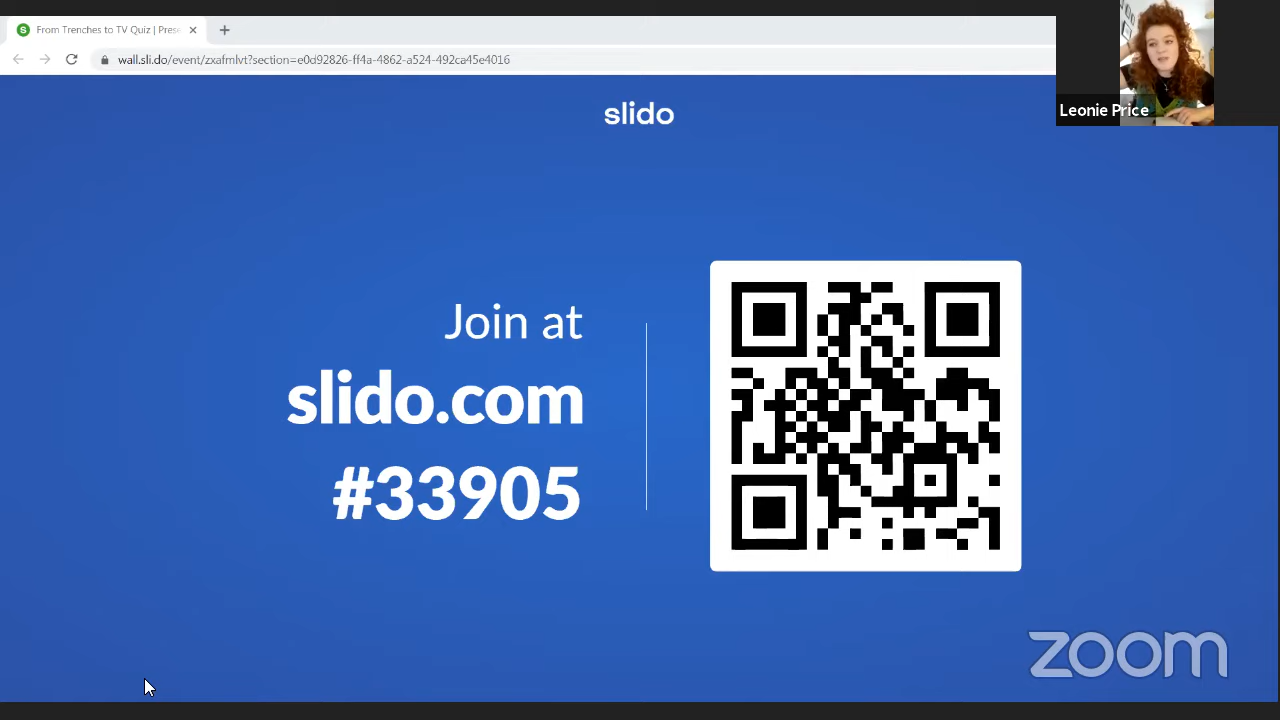 From Trenches to TV Quiz | Prese
wall.sli.do/event/zxafmlvt?section=e0d92826-ff4a-4862-a524-492ca45e4016
Leonie Price
slido
Join at
slido.com
#33905
zoom